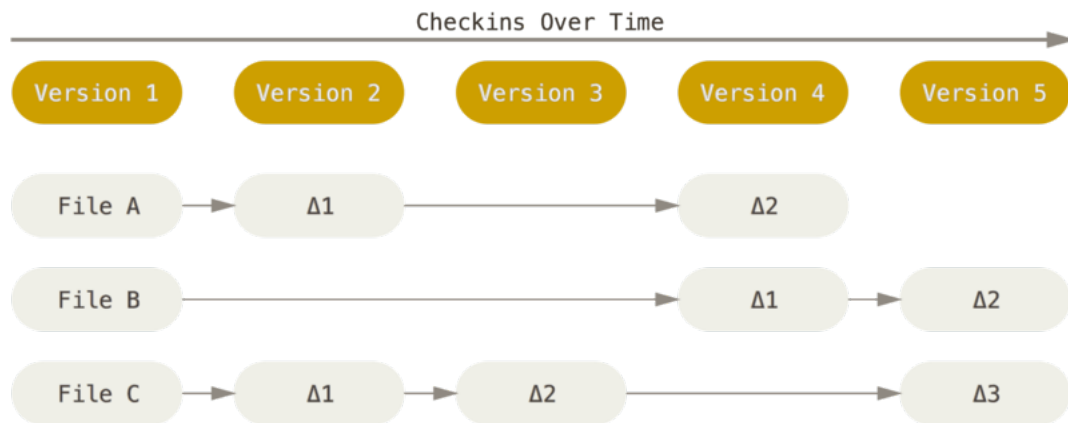 Checkins Over Time
Version 1 Version 2 Version 3 Version 4 Version 5
File A Δ1 Δ2
File B Δ1 Δ2
File C Δ1 Δ2 Δ3